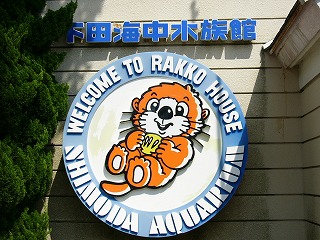 下田海中水族館
WELCOME TO RAKKO HOUSE
SHIMODA AQUARIUM